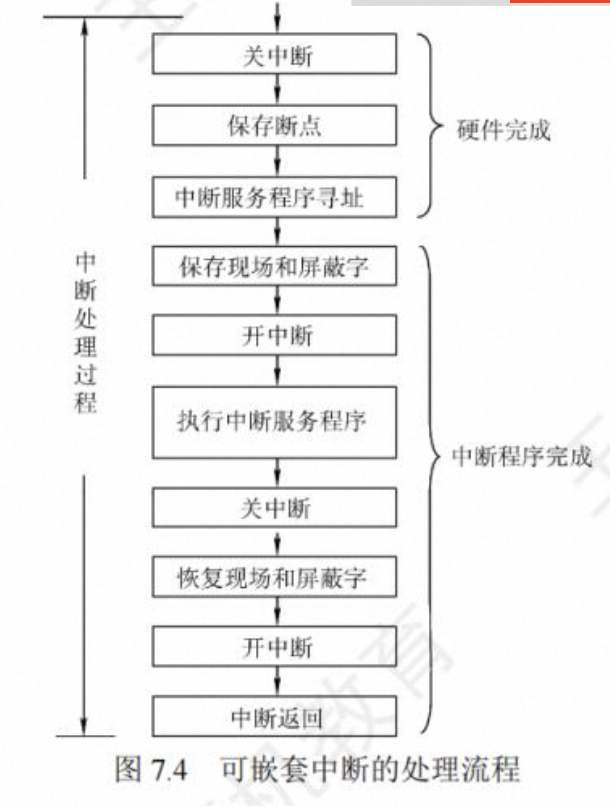 关中断
保存断点
硬件完成
中断服务程序寻址
保存现场和屏蔽字
开中断
中断处理过程
执行中断服务程序
中断程序完成
关中断
恢复现场和屏蔽字
开中断
中断返回
图 7.4 可嵌套中断的处理流程